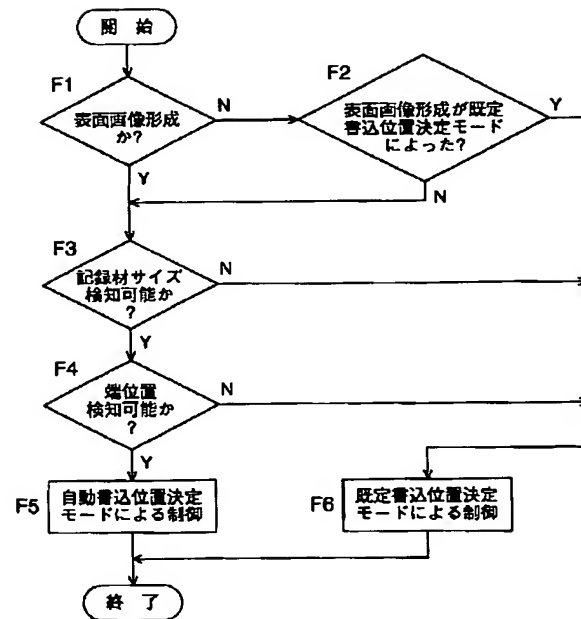 開 始
F1
表面画像形成
か?
N
F2
表面画像形成が既定
書込位置決定モード
によった?
Y
Y
N
F3
記録材サイズ
検知可能か
?
N
Y
F4
端位置
検知可能か
?
N
Y
F5
自動書込位置決定
モードによる制御
F6
既定書込位置決定
モードによる制御
終 了